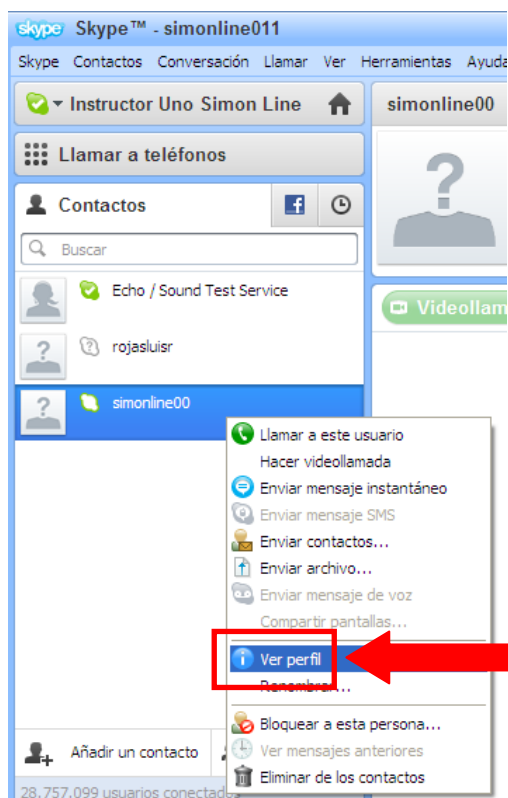 skype Skype™ - simonline011
Skype Contactos Conversación Llamar Ver Herramientas Ayuda
Instructor Uno Simon Line
simonline00
Llamar a teléfonos
Contactos
Buscar
Echo / Sound Test Service
Videollam
rojasluisr
simonline00
Llamar a este usuario
Hacer videollamada
Enviar mensaje instantáneo
Enviar mensaje SMS
Enviar contactos...
Enviar archivo...
Enviar mensaje de voz
Compartir pantallas...
Ver perfil
Renombrar...
Bloquear a esta persona...
Añadir un contacto
Ver mensajes anteriores
Eliminar de los contactos
28.757.099 usuarios conectados